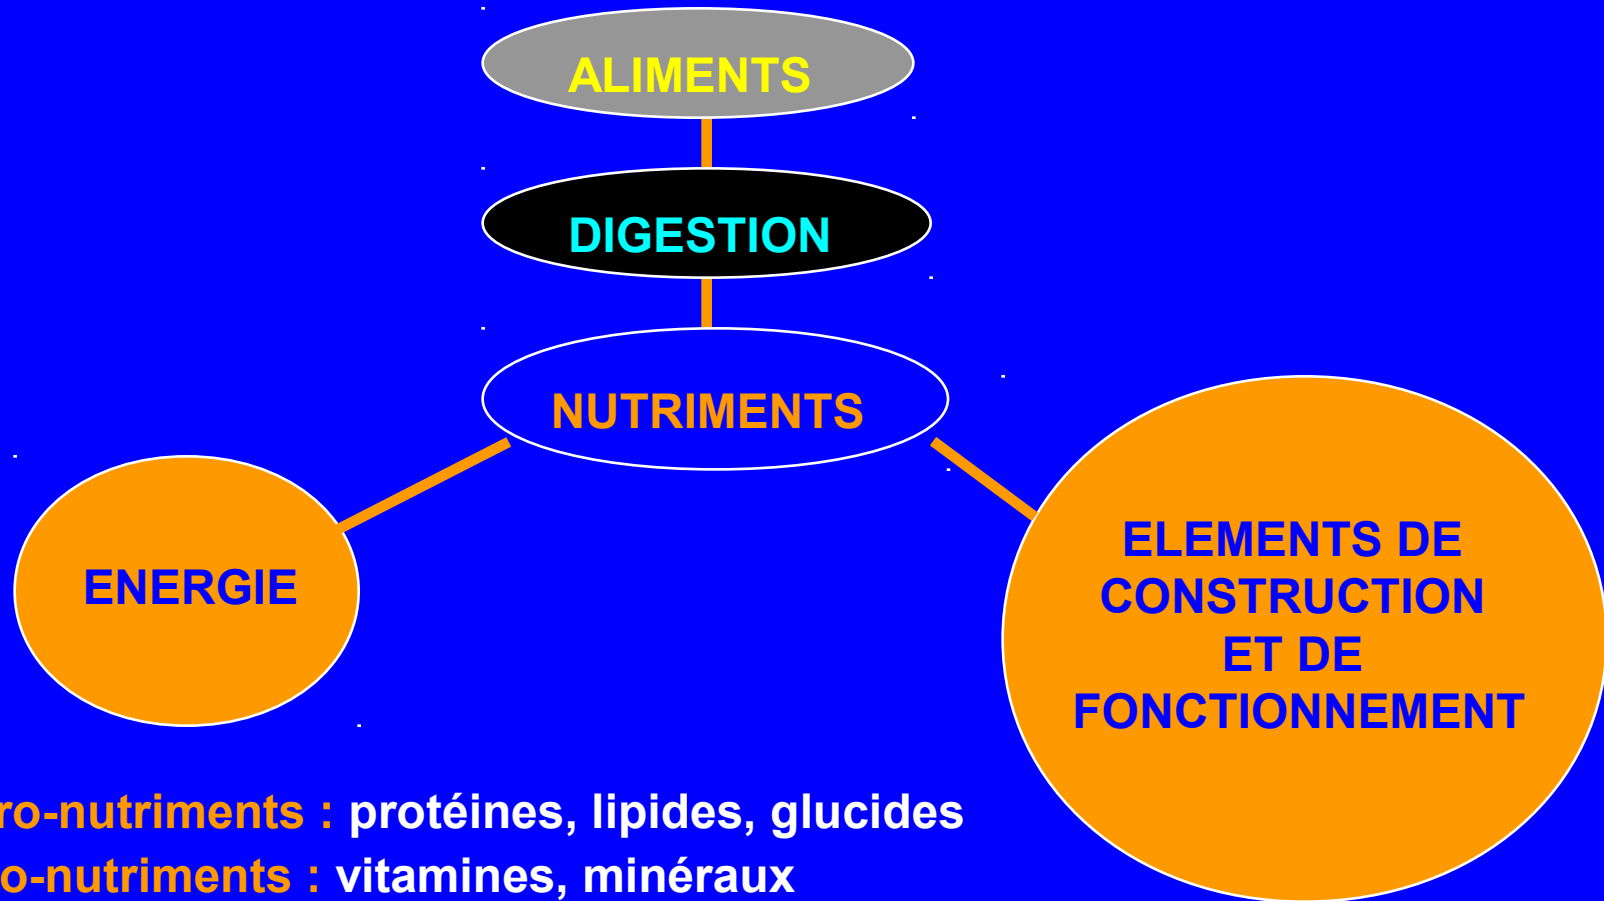 ALIMENTS
DIGESTION
NUTRIMENTS
ENERGIE
ELEMENTS DE
CONSTRUCTION
ET DE
FONCTIONNEMENT
ro-nutriments : protéines, lipides, glucides
o-nutriments : vitamines, minéraux